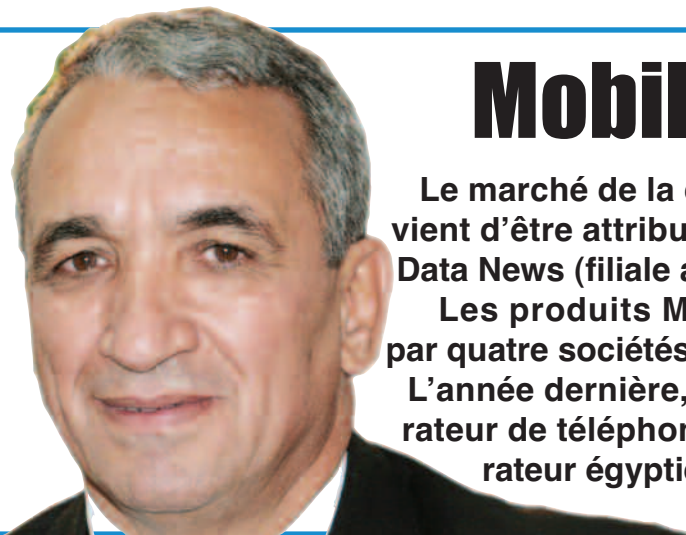 Mobil
Le marché de la
vient d’être attribu
Data News (filiale
Les produits M
par quatre sociétés
L’année dernière,
rateur de téléphon
rateur égyptie